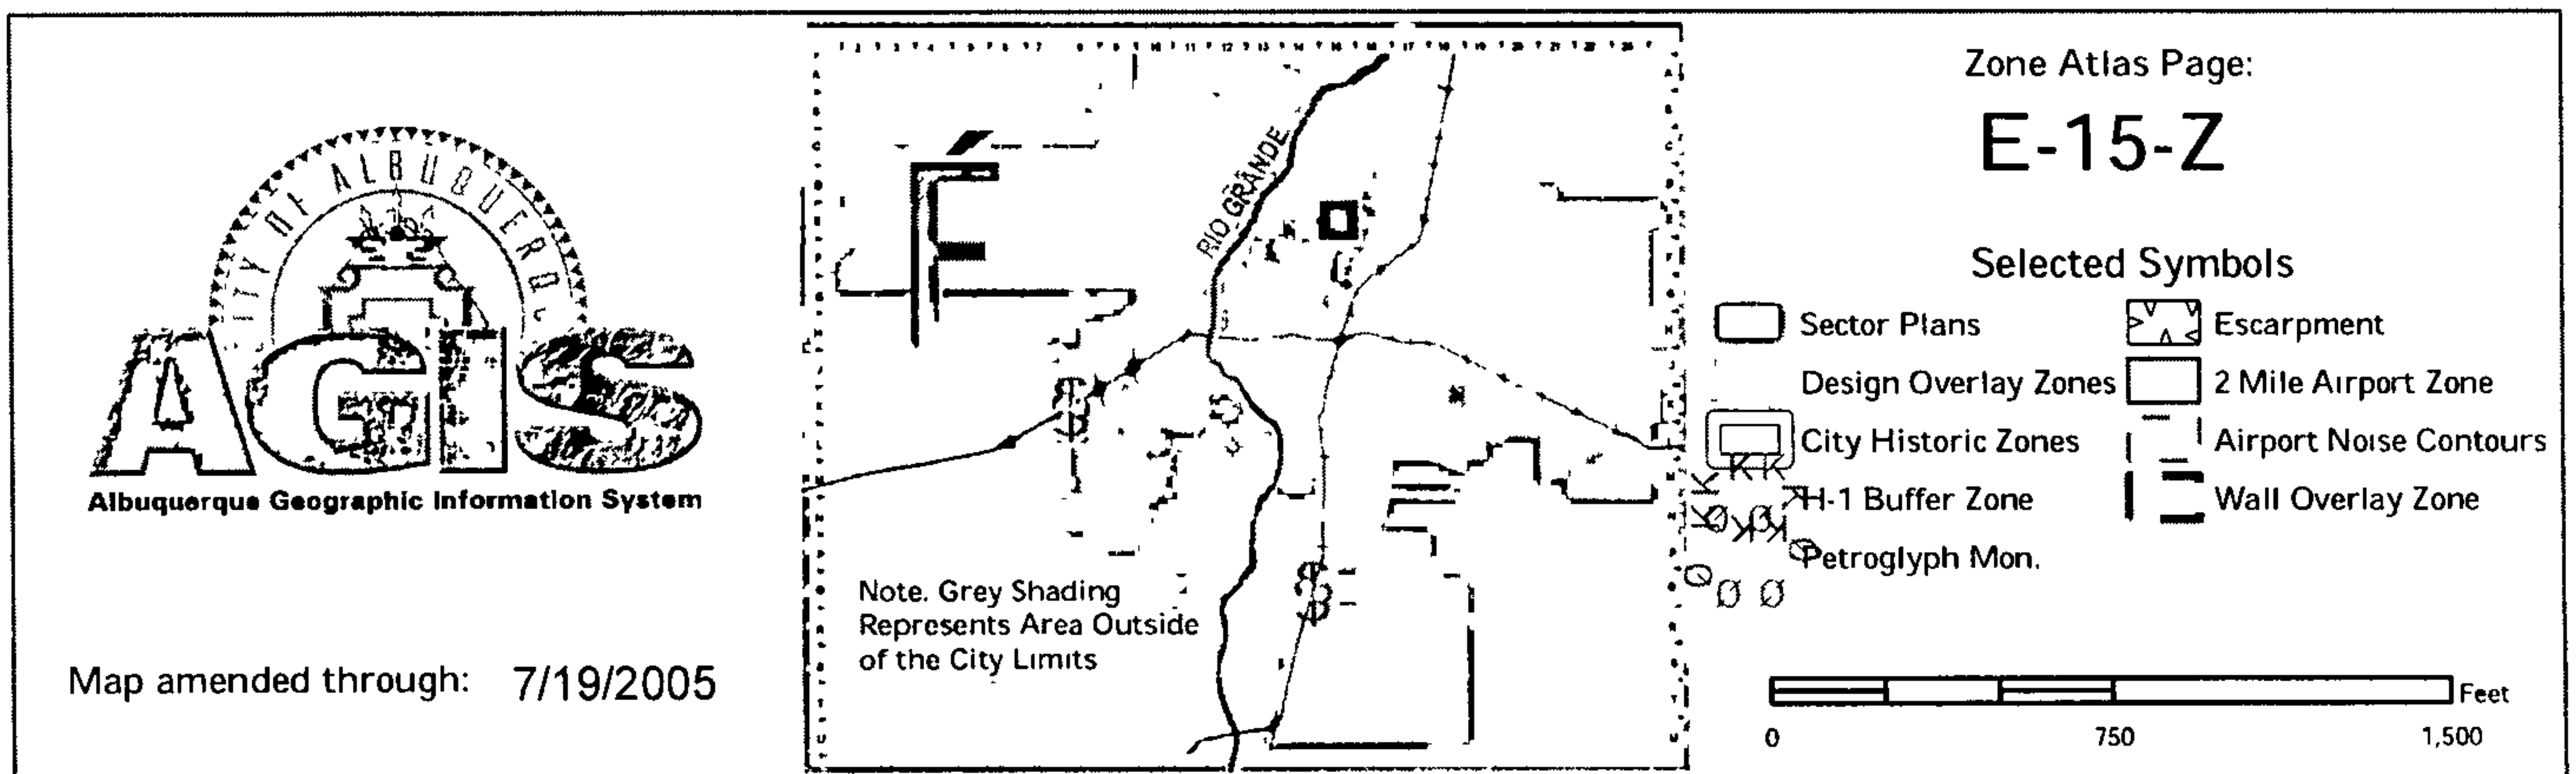 CITY OF ALBUQUERQUE
AGIS
Albuquerque Geographic Information System
Map amended through: 7/19/2005
RIO GRANDE
Note. Grey Shading
Represents Area Outside
of the City Limits
Zone Atlas Page:
E-15-Z
Selected Symbols
Sector Plans
Escarpment
Design Overlay Zones
2 Mile Airport Zone
City Historic Zones
Airport Noise Contours
H-1 Buffer Zone
Wall Overlay Zone
Petroglyph Mon.
Feet
0 750 1,500